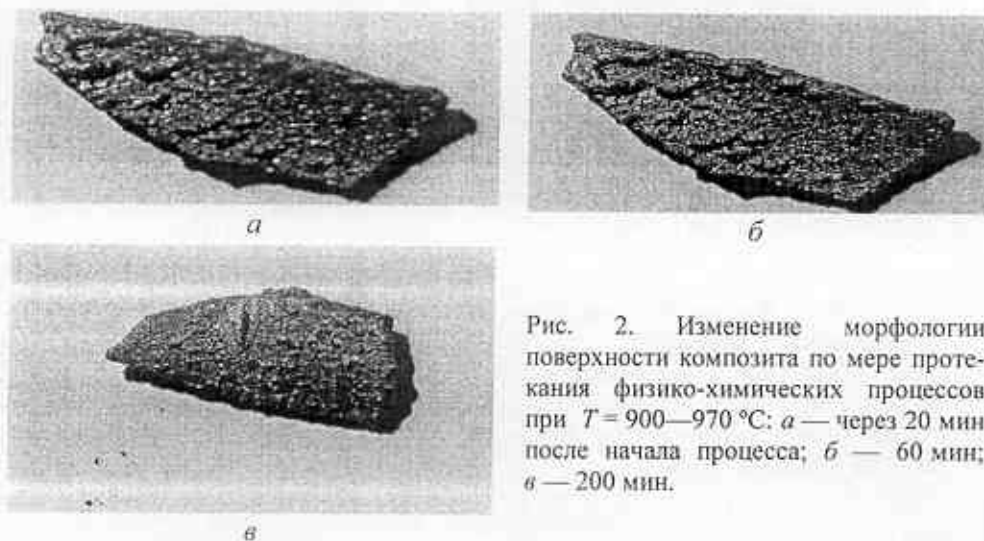 а
б
в
Рис. 2. Изменение морфологии
поверхности композита по мере проте-
кания физико-химических процессов
при T = 900—970 °C: а — через 20 мин
после начала процесса; б — 60 мин;
в — 200 мин.